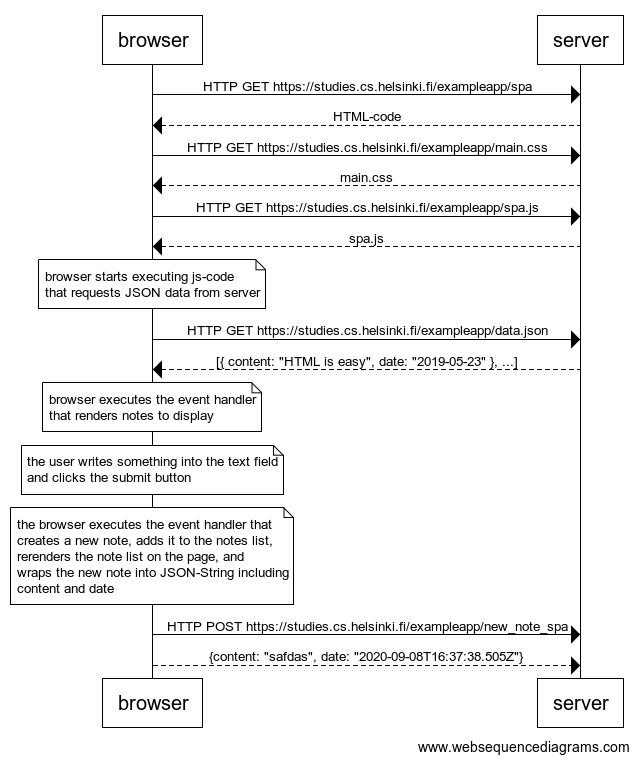 browser
server
HTTP GET https://studies.cs.helsinki.fi/exampleapp/spa
HTML-code
HTTP GET https://studies.cs.helsinki.fi/exampleapp/main.css
main.css
HTTP GET https://studies.cs.helsinki.fi/exampleapp/spa.js
spa.js
browser starts executing js-code
that requests JSON data from server
HTTP GET https://studies.cs.helsinki.fi/exampleapp/data.json
[{ content: "HTML is easy", date: "2019-05-23" }, ...]
browser executes the event handler
that renders notes to display
the user writes something into the text field
and clicks the submit button
the browser executes the event handler that
creates a new note, adds it to the notes list,
rerenders the note list on the page, and
wraps the new note into JSON-String including
content and date
HTTP POST https://studies.cs.helsinki.fi/exampleapp/new_note_spa
{content: "safdas", date: "2020-09-08T16:37:38.505Z"}
browser
server
www.websequencediagrams.com